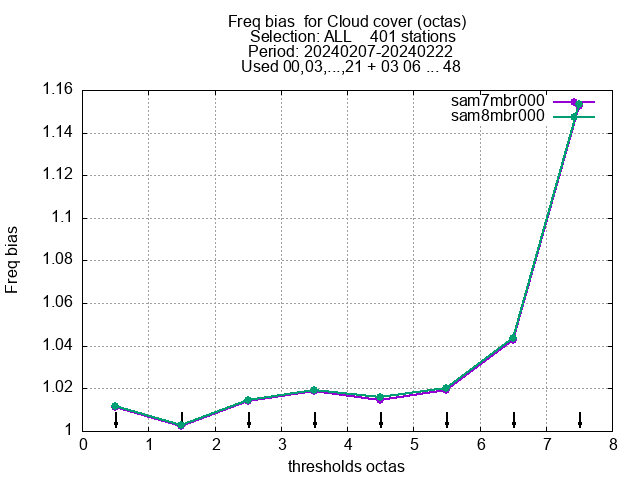 Freq bias  for Cloud cover (octas)
Selection: ALL    401 stations
Period: 20240207-20240222
Used 00,03,...,21 + 03 06 ... 48
sam7mbr000
sam8mbr000
1.16
1.14
1.12
1.1
1.08
1.06
1.04
1.02
1
Freq bias
0 1 2 3 4 5 6 7 8
thresholds octas